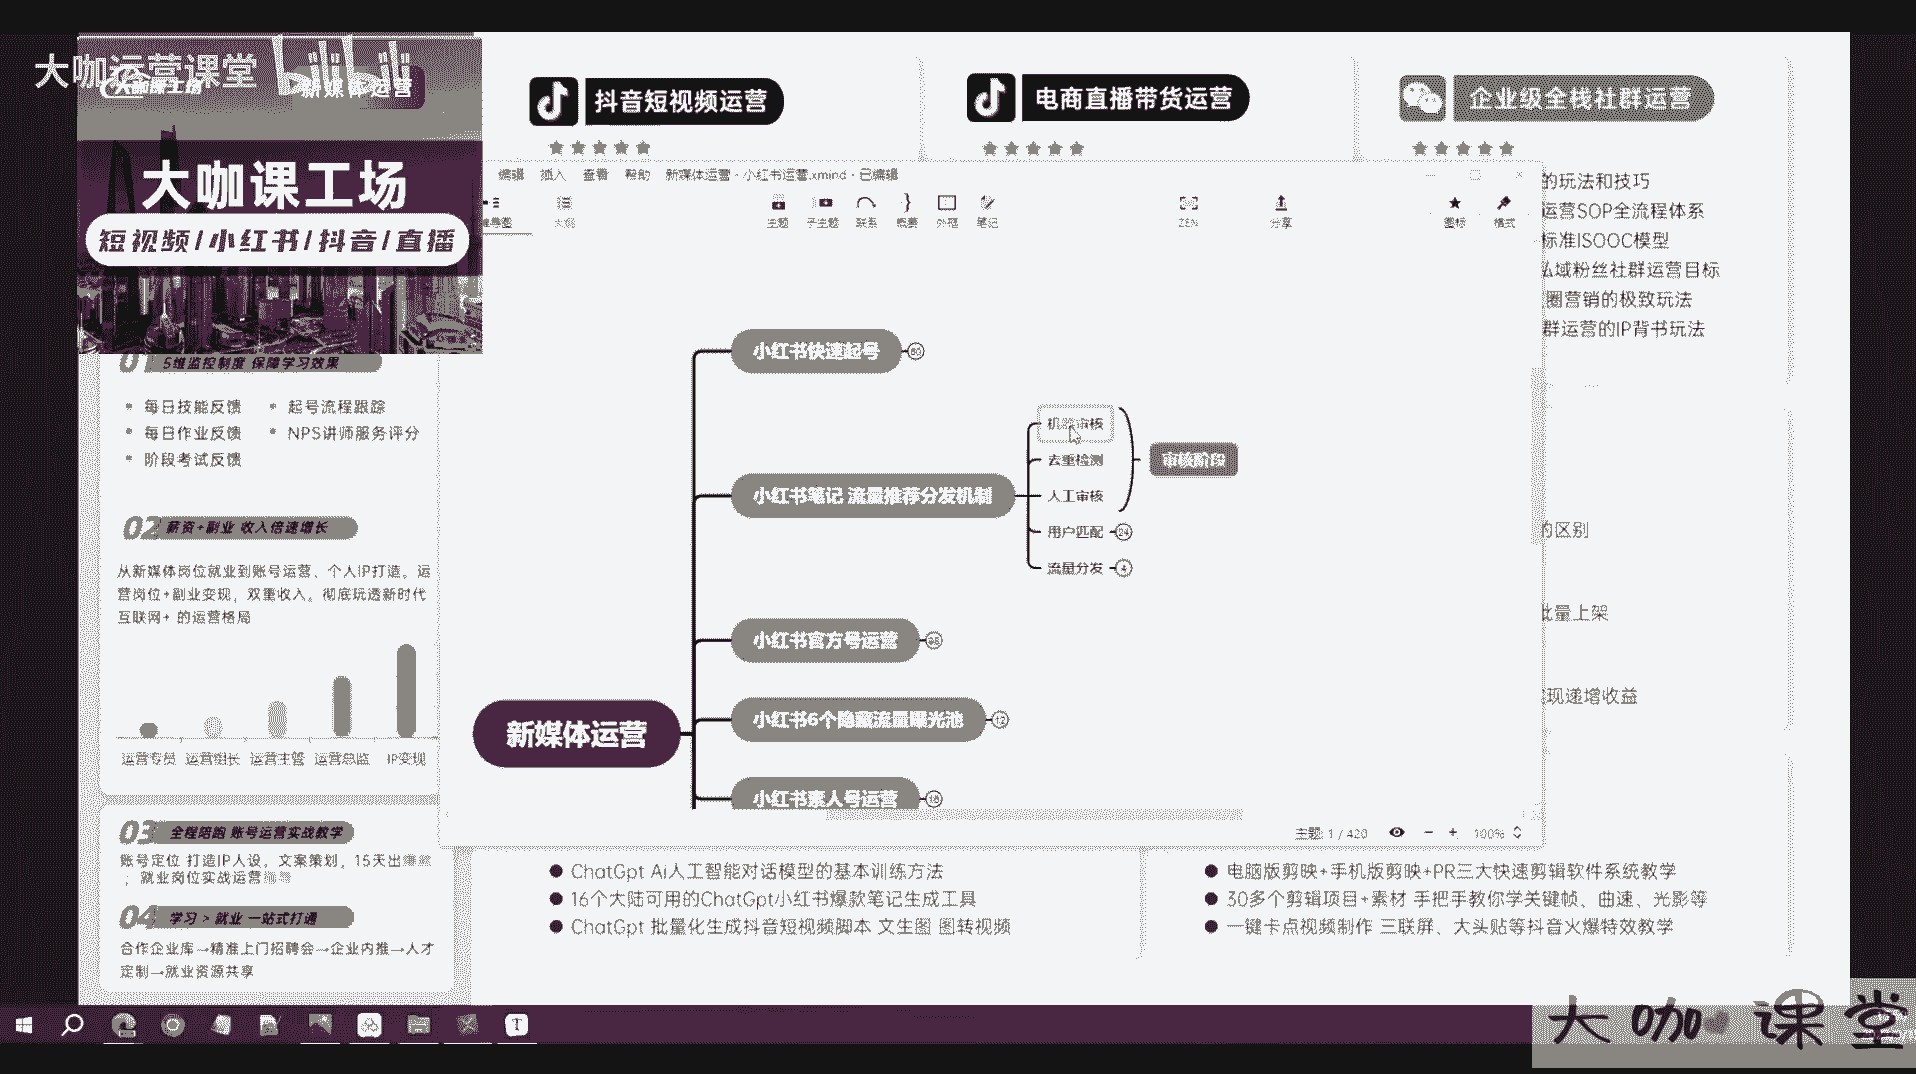 大咖运营课堂
bilibili
大咖课工场
新媒体运营
大咖课工场
短视频/小红书/抖音/直播
抖音短视频运营
电商直播带货运营
企业级全栈社群运营
编辑 插入 查看 帮助 新媒体运营 - 小红书运营.xmind - 已编辑
大纲
主题 子主题 联系 概要 外框 笔记
ZEN
分享
图标 格式
的玩法和技巧
运营SOP全流程体系
标准ISOOC模型
私域粉丝社群运营目标
圈营销的极致玩法
群运营的IP背书玩法
的区别
批量上架
现递增收益
01 5维监控制度 保障学习效果
每日技能反馈
起号流程跟踪
每日作业反馈
NPS讲师服务评分
阶段考试反馈
02 薪资+副业 收入倍速增长
从新媒体岗位就业到账号运营、个人IP打造。运
营岗位+副业变现，双重收入。彻底玩透新时代
互联网+ 的运营格局
运营专员 运营组长 运营主管 运营总监 IP变现
03 全程陪跑 账号运营实战教学
账号定位 打造IP人设，文案策划，15天出爆款
；就业岗位实战运营
04 学习 > 就业 一站式打通
合作企业库→精准上门招聘会→企业内推→人才
定制→就业资源共享
新媒体运营
小红书快速起号
小红书笔记 流量推荐分发机制
机器审核
去重检测
人工审核
审核阶段
用户匹配 24
流量分发 4
小红书官方号运营
小红书6个隐藏流量曝光池 12
小红书素人号运营
主题: 1 / 420
100%
● ChatGpt Ai人工智能对话模型的基本训练方法
● 16个大陆可用的ChatGpt小红书爆款笔记生成工具
● ChatGpt 批量化生成抖音短视频脚本 文生图 图转视频
● 电脑版剪映+手机版剪映+PR三大快速剪辑软件系统教学
● 30多个剪辑项目+素材 手把手教你学关键帧、曲速、光影等
● 一键卡点视频制作 三联屏、大头贴等抖音火爆特效教学
大咖课堂